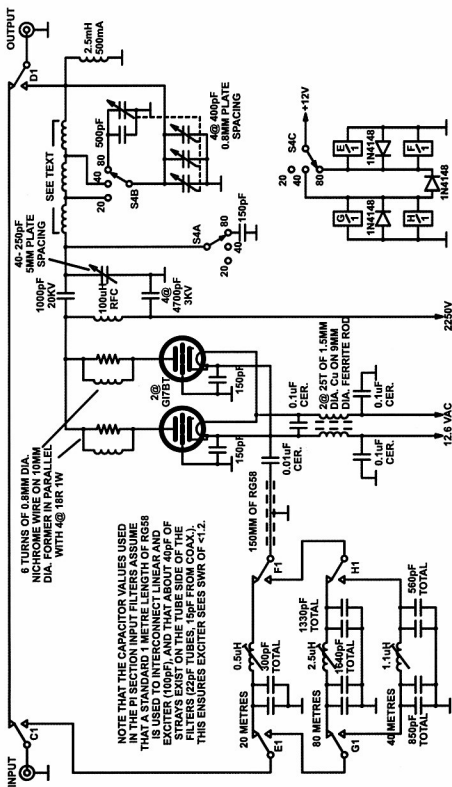 OUTPUT
D1
2.5mH
500mA
SEE TEXT
40- 250pF
5MM PLATE
SPACING
1000pF
20KV
100uH
RFC
4@
4700pF
3KV
500pF
80
40
20
S4B
4@ 400pF
0.8MM PLATE
SPACING
S4A
80
40
20
150pF
+12V
S4C
20
40
80
E
1
1N4148
F
1
1N4148
G
1
1N4148
H
1
2250V
2@
GI7BT
150pF
150pF
6 TURNS OF 0.8MM DIA.
NICHROME WIRE ON 10MM
DIA. FORMER IN PARALLEL
WITH 4@ 18R 1W
2@ 25T OF 1.5MM
DIA. Cu ON 9MM
DIA. FERRITE ROD
0.1uF
CER.
0.1uF
CER.
0.1uF
CER.
12.6 VAC
0.01uF
CER.
150MM OF RG58
NOTE THAT THE CAPACITOR VALUES USED
IN THE PI SECTION INPUT FILTERS ASSUME
THAT A STANDARD 1 METRE LENGTH OF RG58
IS USED TO INTERCONNECT LINEAR AND
EXCITER (100pF), AND THAT ABOUT 40pF OF
STRAYS EXIST ON THE TUBE SIDE OF THE
FILTERS (22pF TUBES, 15pF FROM COAX.).
THIS ENSURES EXCITER SEES SWR OF <1.2.
INPUT
C1
F1
E1
0.5uH
20 METRES
300pF
TOTAL
H1
G1
1330pF
TOTAL
2.5uH
80 METRES
1640pF
TOTAL
1.1uH
40 METRES
560pF
TOTAL
850pF
TOTAL